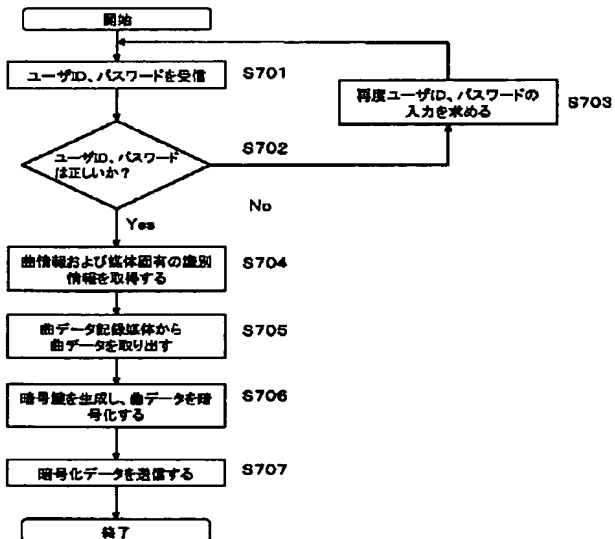 開始
ユーザID、パスワードを受信
S701
再度ユーザID、パスワードの
入力を求める
S703
ユーザID、パスワード
は正しいか？
S702
No
Yes
曲情報および媒体固有の識別
情報を取得する
S704
曲データ記録媒体から
曲データを取り出す
S705
暗号鍵を生成し、曲データを暗
号化する
S706
暗号化データを送信する
S707
終了